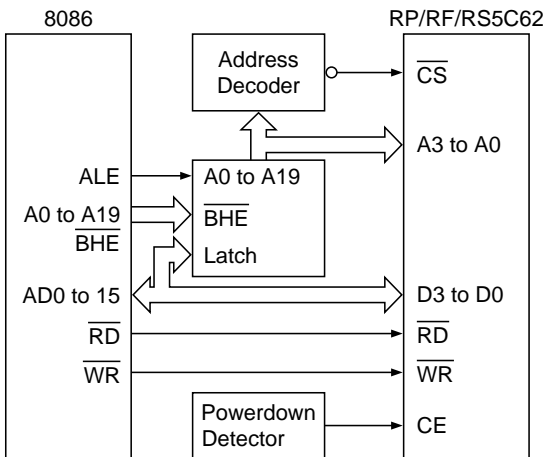 8086
RP/RF/RS5C62
Address
Decoder
CS
A3 to A0
ALE
A0 to A19
A0 to A19
BHE
BHE
Latch
AD0 to 15
D3 to D0
RD
RD
WR
WR
Powerdown
Detector
CE